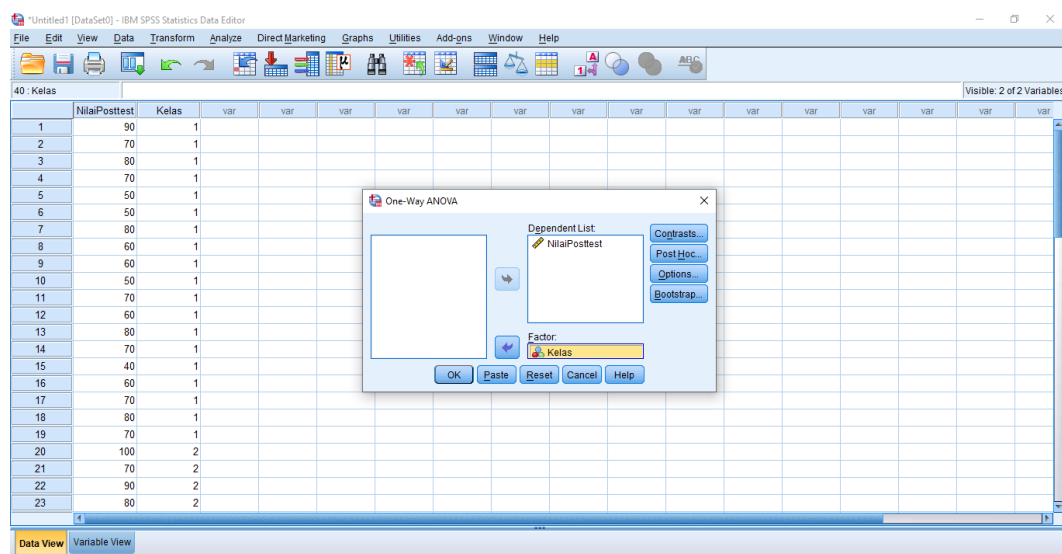 *Untitled1 [DataSet0] - IBM SPSS Statistics Data Editor
File Edit View Data Transform Analyze Direct Marketing Graphs Utilities Add-ons Window Help
40 : Kelas
Visible: 2 of 2 Variables
NilaiPosttest Kelas var var var var var var var var var var var var var var var
1 90 1
2 70 1
3 80 1
4 70 1
5 50 1
6 50 1
7 80 1
8 60 1
9 60 1
10 50 1
11 70 1
12 60 1
13 80 1
14 70 1
15 40 1
16 60 1
17 70 1
18 80 1
19 70 1
20 100 2
21 70 2
22 90 2
23 80 2
One-Way ANOVA
Dependent List:
NilaiPosttest
Contrasts...
Post Hoc...
Options...
Bootstrap...
Factor:
Kelas
OK Paste Reset Cancel Help
Data View Variable View